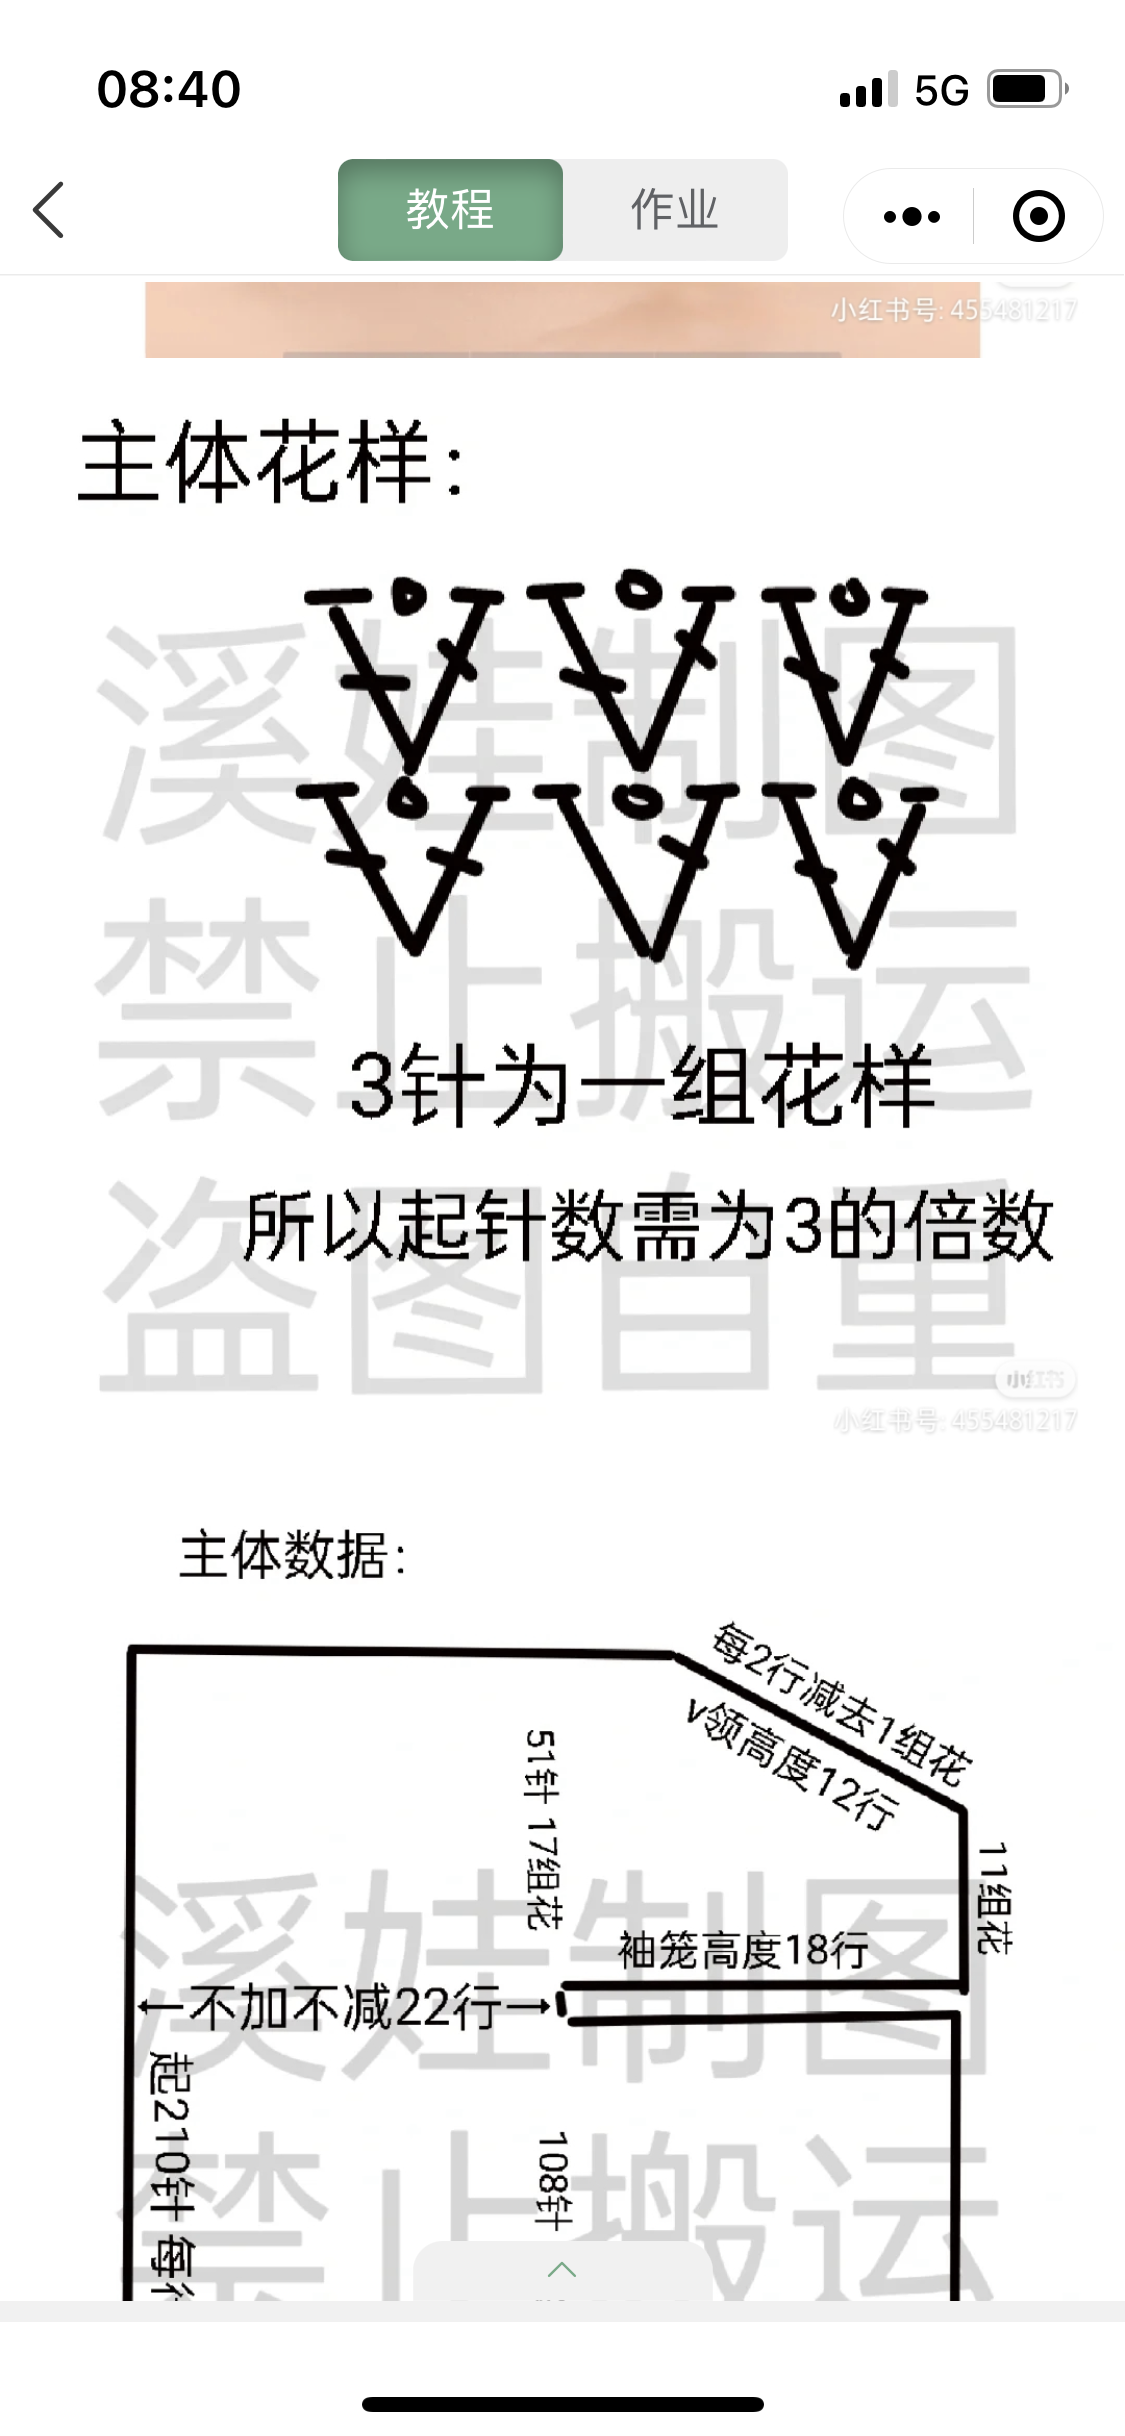 08:40
5G
教程
作业
小红书号: 455481217
主体花样:
溪娃制图
禁止搬运
3针为一组花样
所以起针数需为3的倍数
盗图自重
小红书
小红书号: 455481217
主体数据:
每2行减去1组花
v领高度12行
51针 17组花
11组花
溪娃制图
袖笼高度18行
←不加不减22行→
起210针 每
108针
禁止搬运